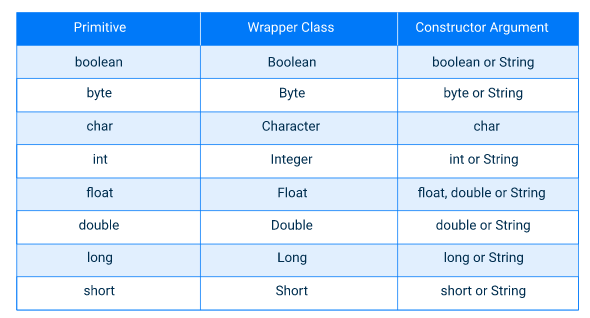 Primitive Wrapper Class Constructor Argument
boolean Boolean boolean or String
byte Byte byte or String
char Character char
int Integer int or String
float Float float, double or String
double Double double or String
long Long long or String
short Short short or String